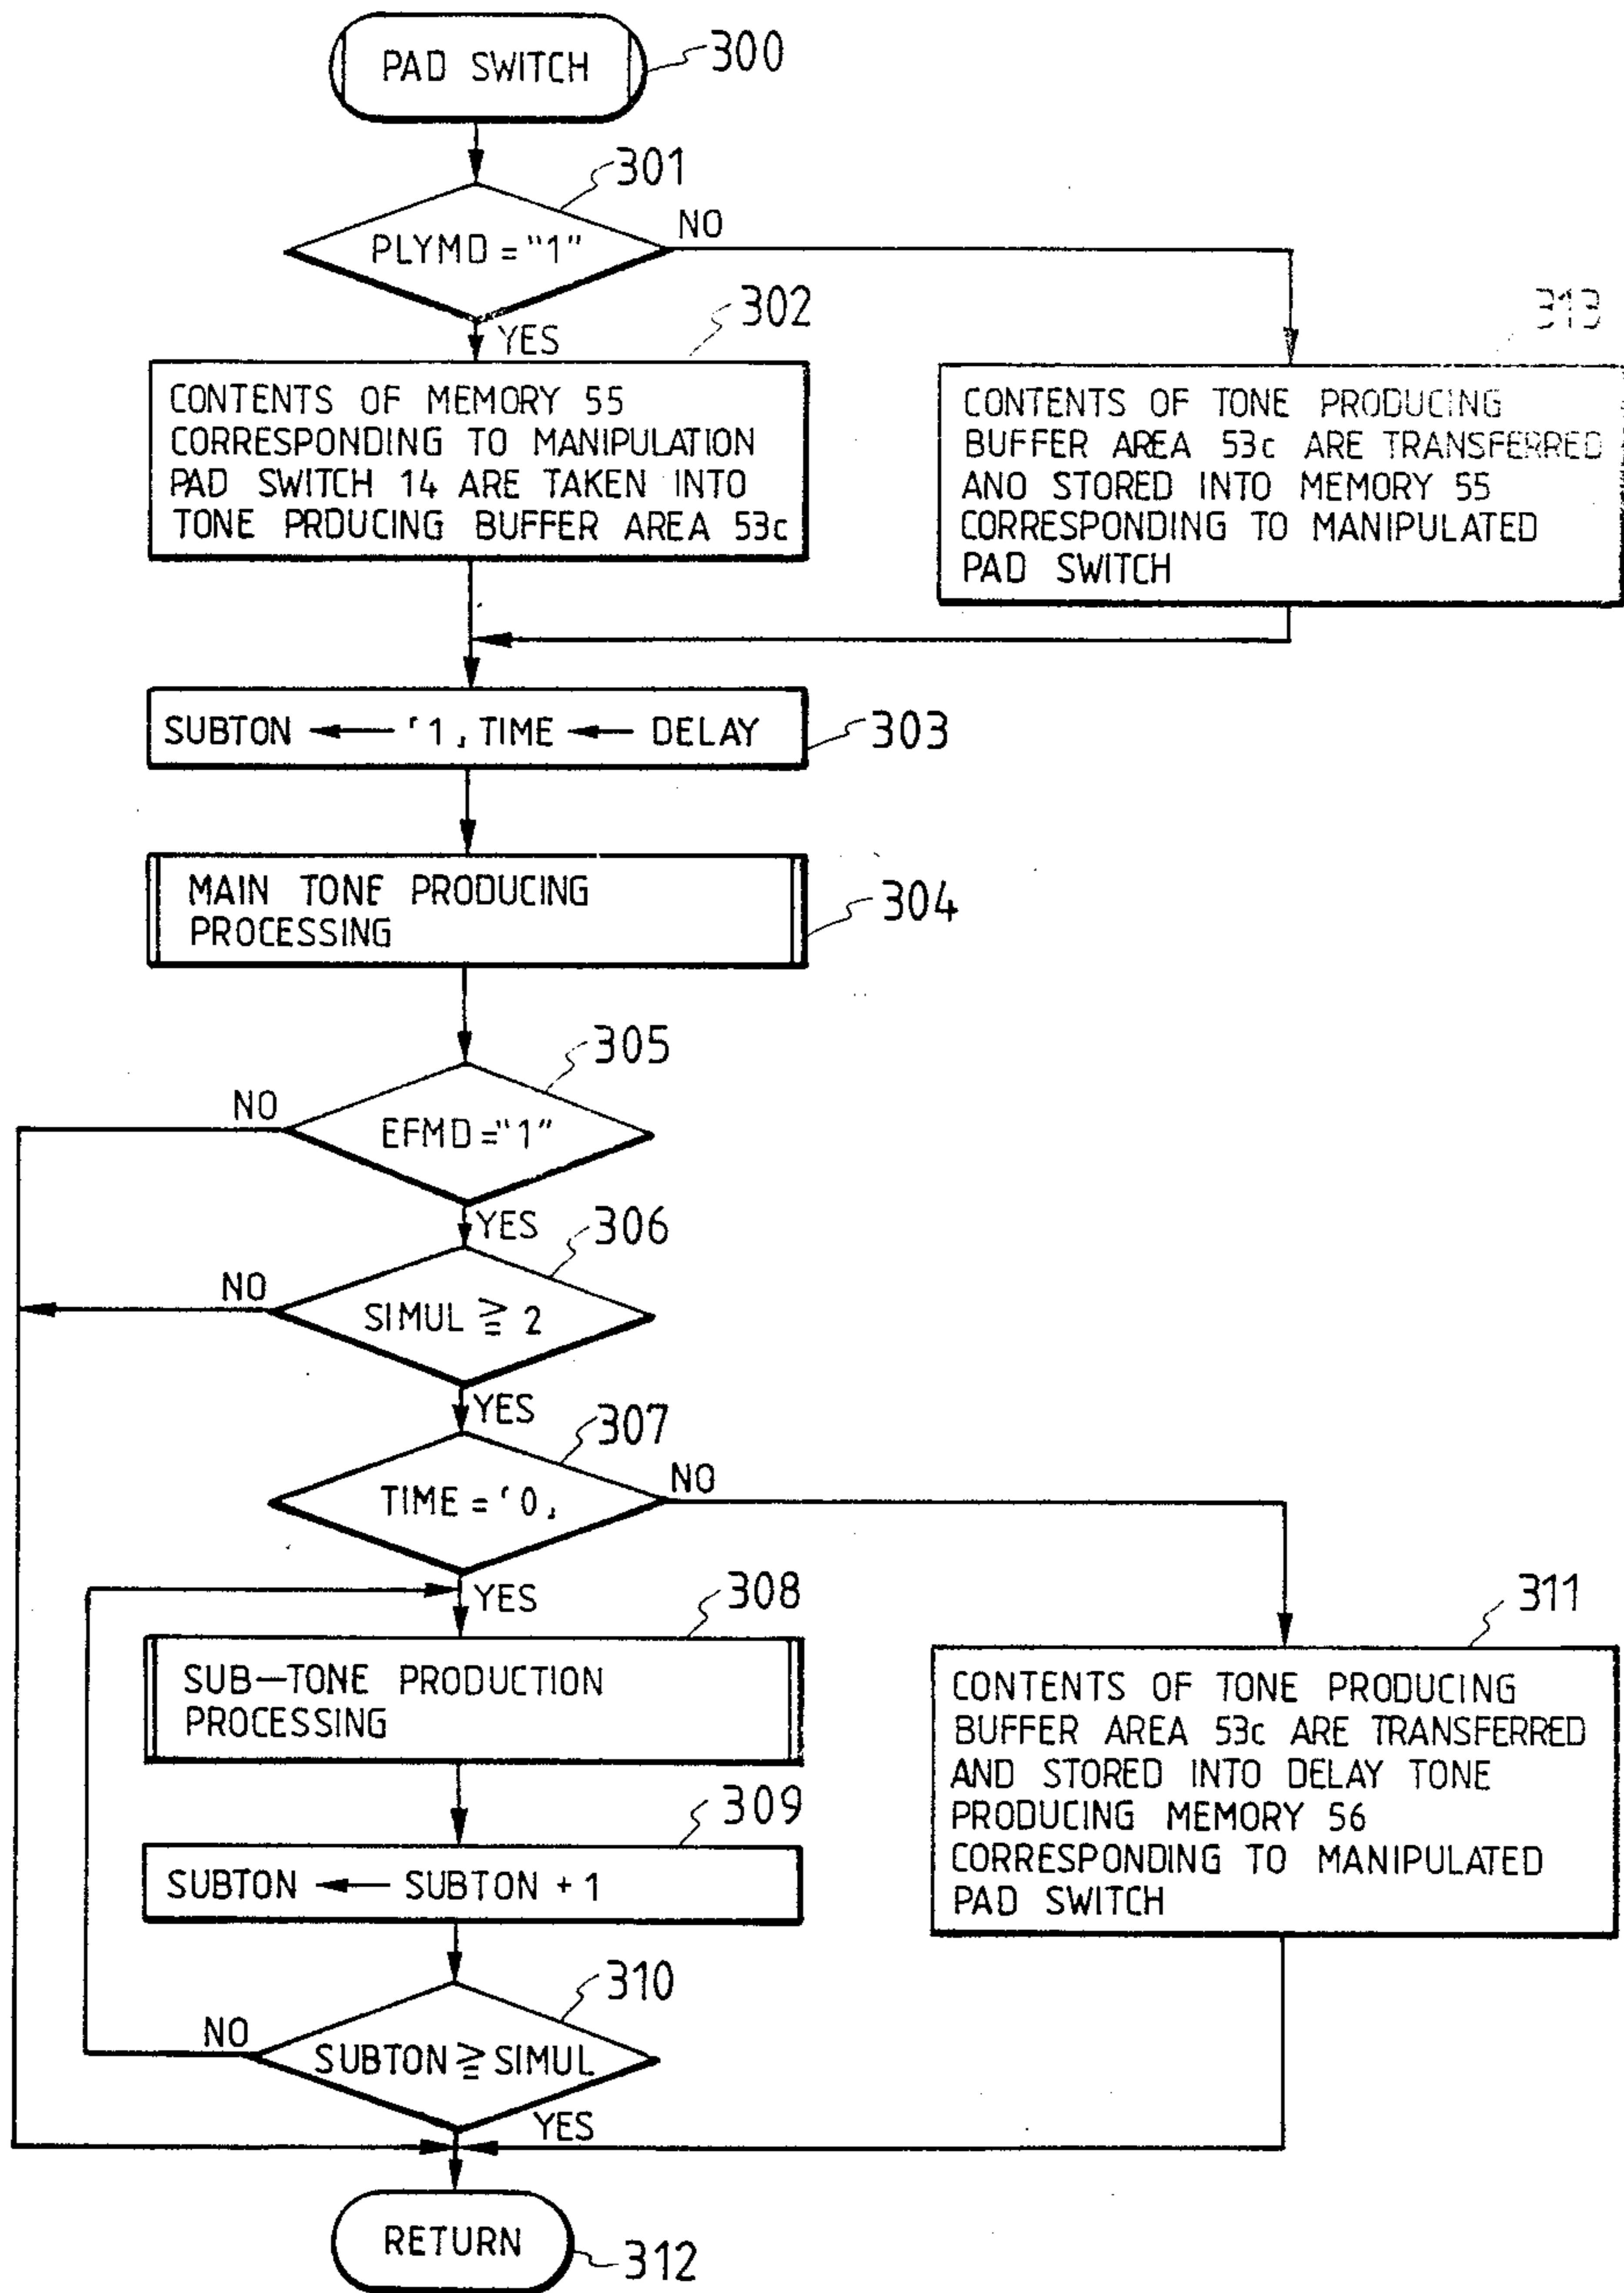 PAD SWITCH
300
301
PLYMD = "1"
NO
YES
302
CONTENTS OF MEMORY 55
CORRESPONDING TO MANIPULATION
PAD SWITCH 14 ARE TAKEN INTO
TONE PRDUCING BUFFER AREA 53c
313
CONTENTS OF TONE PRODUCING
BUFFER AREA 53c ARE TRANSFERRED
ANO STORED INTO MEMORY 55
CORRESPONDING TO MANIPULATED
PAD SWITCH
SUBTON ← '1, TIME ← DELAY
303
MAIN TONE PRODUCING
PROCESSING
304
305
NO
EFMD = "1"
YES
306
NO
SIMUL ≧ 2
YES
307
TIME = '0,
NO
YES
308
SUB-TONE PRODUCTION
PROCESSING
311
CONTENTS OF TONE PRODUCING
BUFFER AREA 53c ARE TRANSFERRED
AND STORED INTO DELAY TONE
PRODUCING MEMORY 56
CORRESPONDING TO MANIPULATED
PAD SWITCH
309
SUBTON ← SUBTON + 1
310
NO
SUBTON ≧ SIMUL
YES
RETURN
312